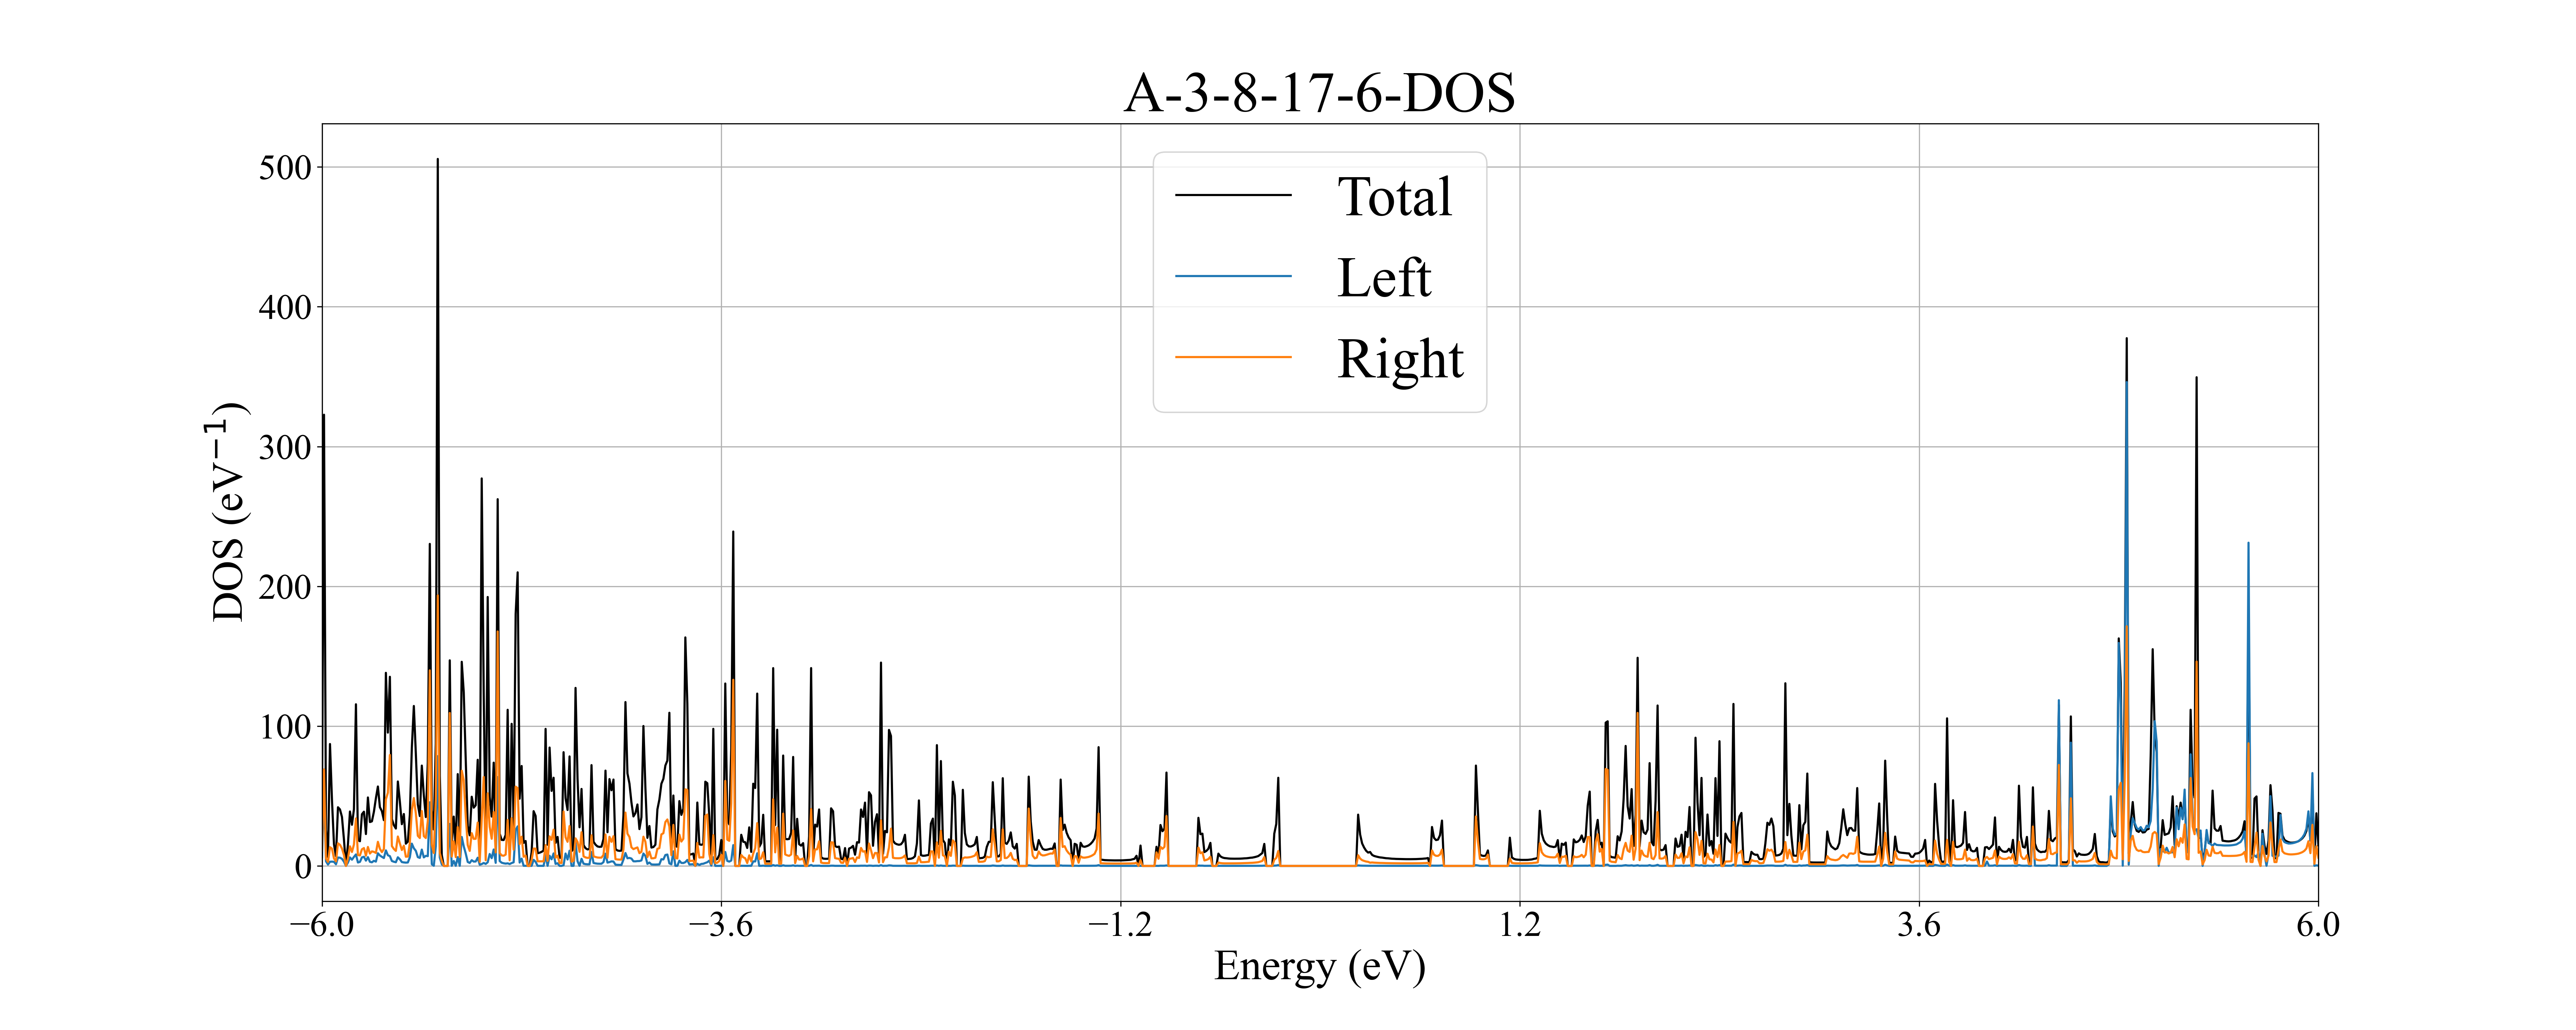 A-3-8-17-6-DOS
Total
Left
Right
DOS (eV⁻¹)
500
400
300
200
100
0
−6.0 −3.6 −1.2 1.2 3.6 6.0
Energy (eV)